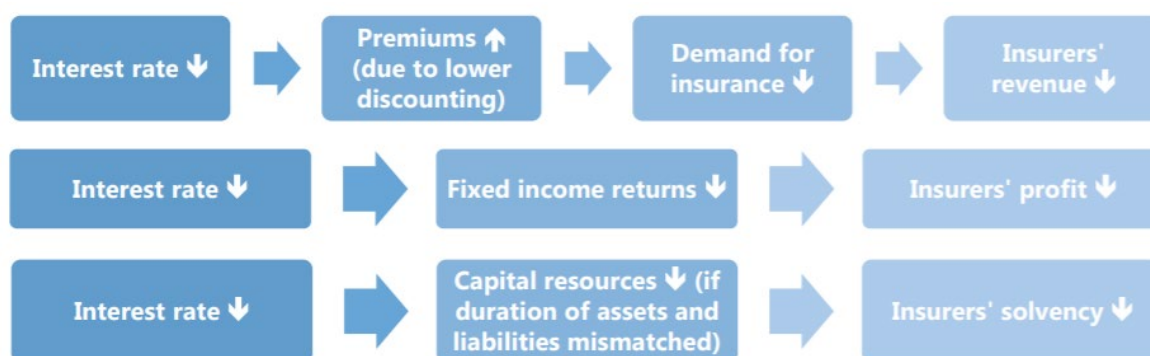 Interest rate ↓
Premiums ↑
(due to lower
discounting)
Demand for
insurance ↓
Insurers'
revenue ↓
Interest rate ↓
Fixed income returns ↓
Insurers' profit ↓
Interest rate ↓
Capital resources ↓ (if
duration of assets and
liabilities mismatched)
Insurers' solvency ↓